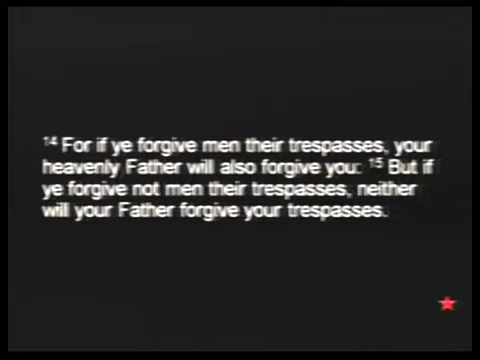 ¹⁴ For if ye forgive men their trespasses, your
heavenly Father will also forgive you: ¹⁵ But if
ye forgive not men their trespasses, neither
will your Father forgive your trespasses.